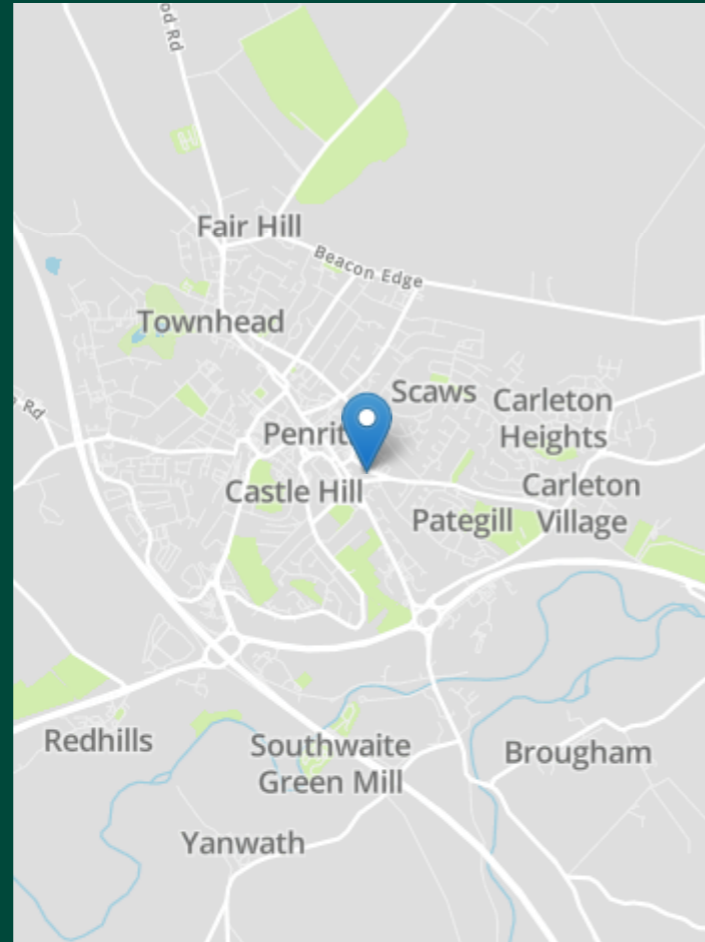 od Rd
Fair Hill
Beacon Edge
Townhead
Rd
Scaws
Carleton
Heights
Penrit
Castle Hill
Carleton
Village
Pategill
Redhills
Southwaite
Green Mill
Brougham
Yanwath